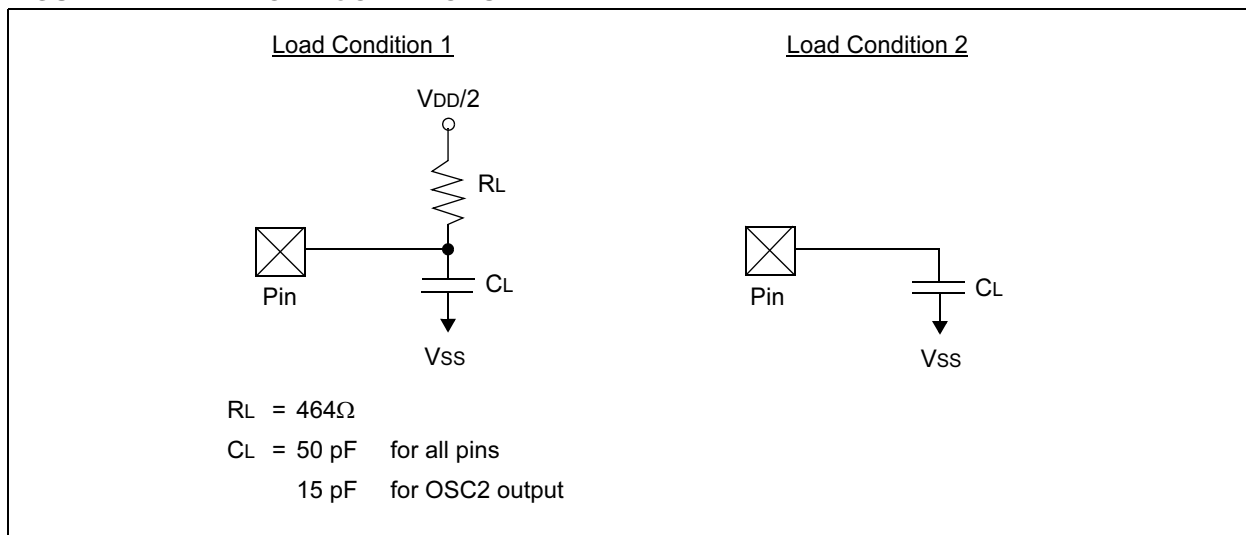 Load Condition 1
Load Condition 2
VDD/2
RL
Pin
CL
VSS
Pin
CL
VSS
RL = 464Ω
CL = 50 pF for all pins
15 pF for OSC2 output